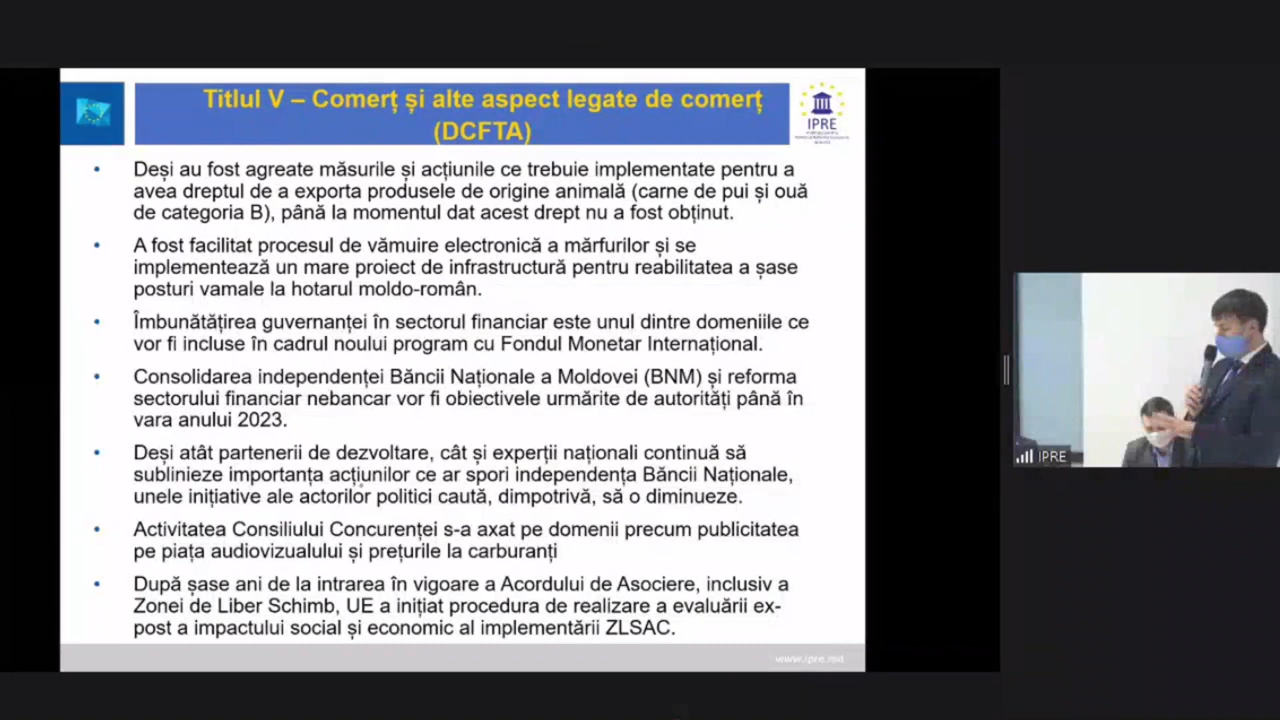 Titlul V – Comerț și alte aspect legate de comerț
(DCFTA)
IPRE
Deși au fost agreate măsurile și acțiunile ce trebuie implementate pentru a
avea dreptul de a exporta produsele de origine animală (carne de pui și ouă
de categoria B), până la momentul dat acest drept nu a fost obținut.
A fost facilitat procesul de vămuire electronică a mărfurilor și se
implementează un mare proiect de infrastructură pentru reabilitatea a șase
posturi vamale la hotarul moldo-român.
Îmbunătățirea guvernanței în sectorul financiar este unul dintre domeniile ce
vor fi incluse în cadrul noului program cu Fondul Monetar Internațional.
Consolidarea independenței Băncii Naționale a Moldovei (BNM) și reforma
sectorului financiar nebancar vor fi obiectivele urmărite de autorități până în
vara anului 2023.
Deși atât partenerii de dezvoltare, cât și experții naționali continuă să
sublinieze importanța acțiunilor ce ar spori independența Băncii Naționale,
unele inițiative ale actorilor politici caută, dimpotrivă, să o diminueze.
Activitatea Consiliului Concurenței s-a axat pe domenii precum publicitatea
pe piața audiovizualului și prețurile la carburanți
După șase ani de la intrarea în vigoare a Acordului de Asociere, inclusiv a
Zonei de Liber Schimb, UE a inițiat procedura de realizare a evaluării ex-
post a impactului social și economic al implementării ZLSAC.
www.ipre.md
IPRE